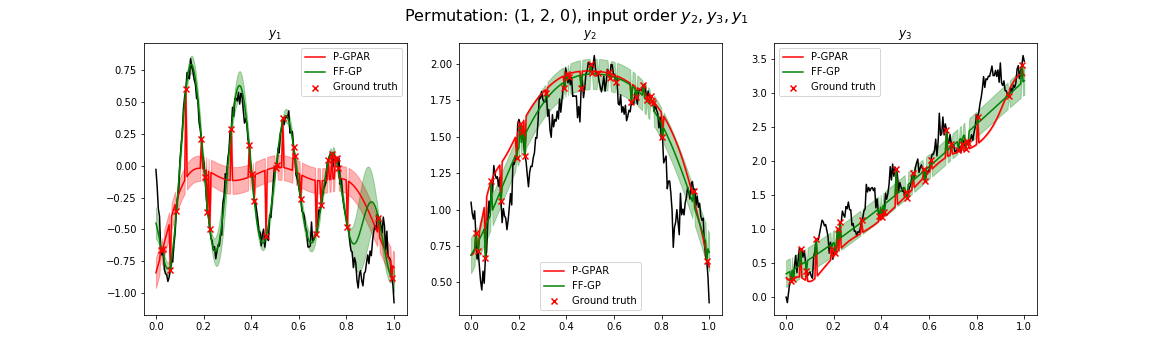 Permutation: (1, 2, 0), input order y₂, y₃, y₁
y₁
P-GPAR
FF-GP
Ground truth
0.75
0.50
0.25
0.00
−0.25
−0.50
−0.75
−1.00
0.0 0.2 0.4 0.6 0.8 1.0
y₂
2.00
1.75
1.50
1.25
1.00
0.75
0.50
P-GPAR
FF-GP
Ground truth
0.0 0.2 0.4 0.6 0.8 1.0
y₃
P-GPAR
FF-GP
Ground truth
3.5
3.0
2.5
2.0
1.5
1.0
0.5
0.0
0.0 0.2 0.4 0.6 0.8 1.0